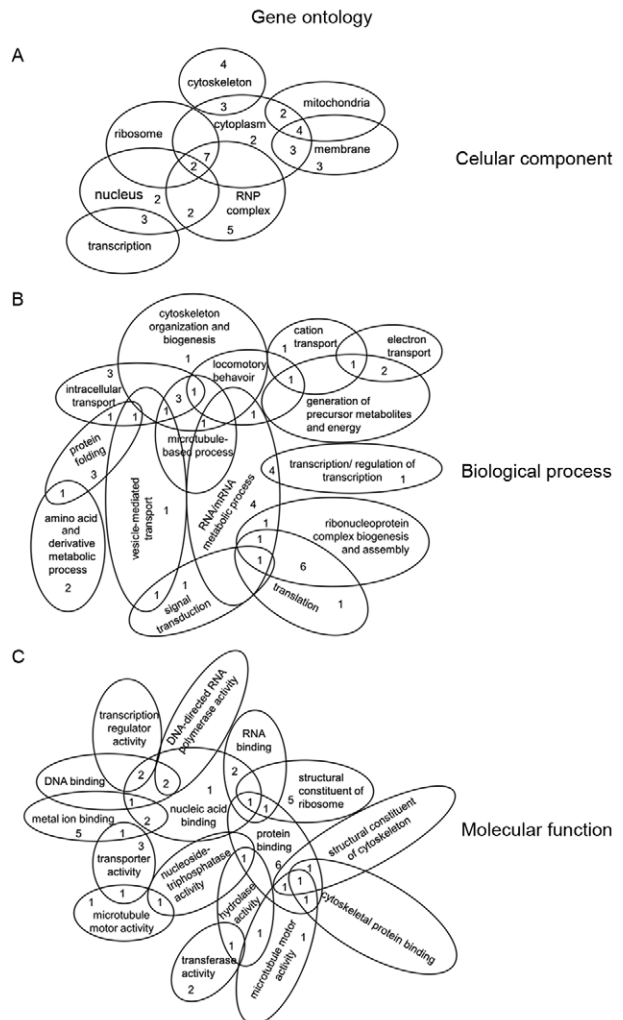 Gene ontology
A
4
cytoskeleton
3
cytoplasm
2
2
mitochondria
4
3
membrane
3
ribosome
7
2
nucleus
2
RNP
complex
3
2
5
transcription
Celular component
B
cytoskeleton
organization and
biogenesis
1
cation
transport
1
electron
transport
1
2
3
locomotory
behavoir
1
intracellular
transport
3
1
generation of
precursor metabolites
and energy
1
1
1
1
1
1
microtubule-
based process
protein
folding
3
1
transcription/ regulation of
transcription
4
1
Biological process
amino acid
and
derivative
metabolic
process
2
vesicle-mediated
transport
1
RNA/mRNA
metabolic process
4
1
ribonucleoprotein
complex biogenesis
and assembly
1
1
6
1
1
signal
transduction
translation
1
C
transcription
regulator
activity
DNA-directed RNA
polymerase activity
RNA
binding
2
DNA binding
2
2
1
structural
constituent of
ribosome
5
1
nucleic acid
binding
1
1
metal ion binding
5
1
2
protein
binding
6
structural constituent
of cytoskeleton
Molecular function
3
transporter
activity
nucleoside-
triphosphatase
activity
1
1
1
1
1
1
cytoskeletal protein binding
1
1
1
microtubule
motor activity
hydrolase
activity
1
1
microtubule motor
activity
1
transferase
activity
2